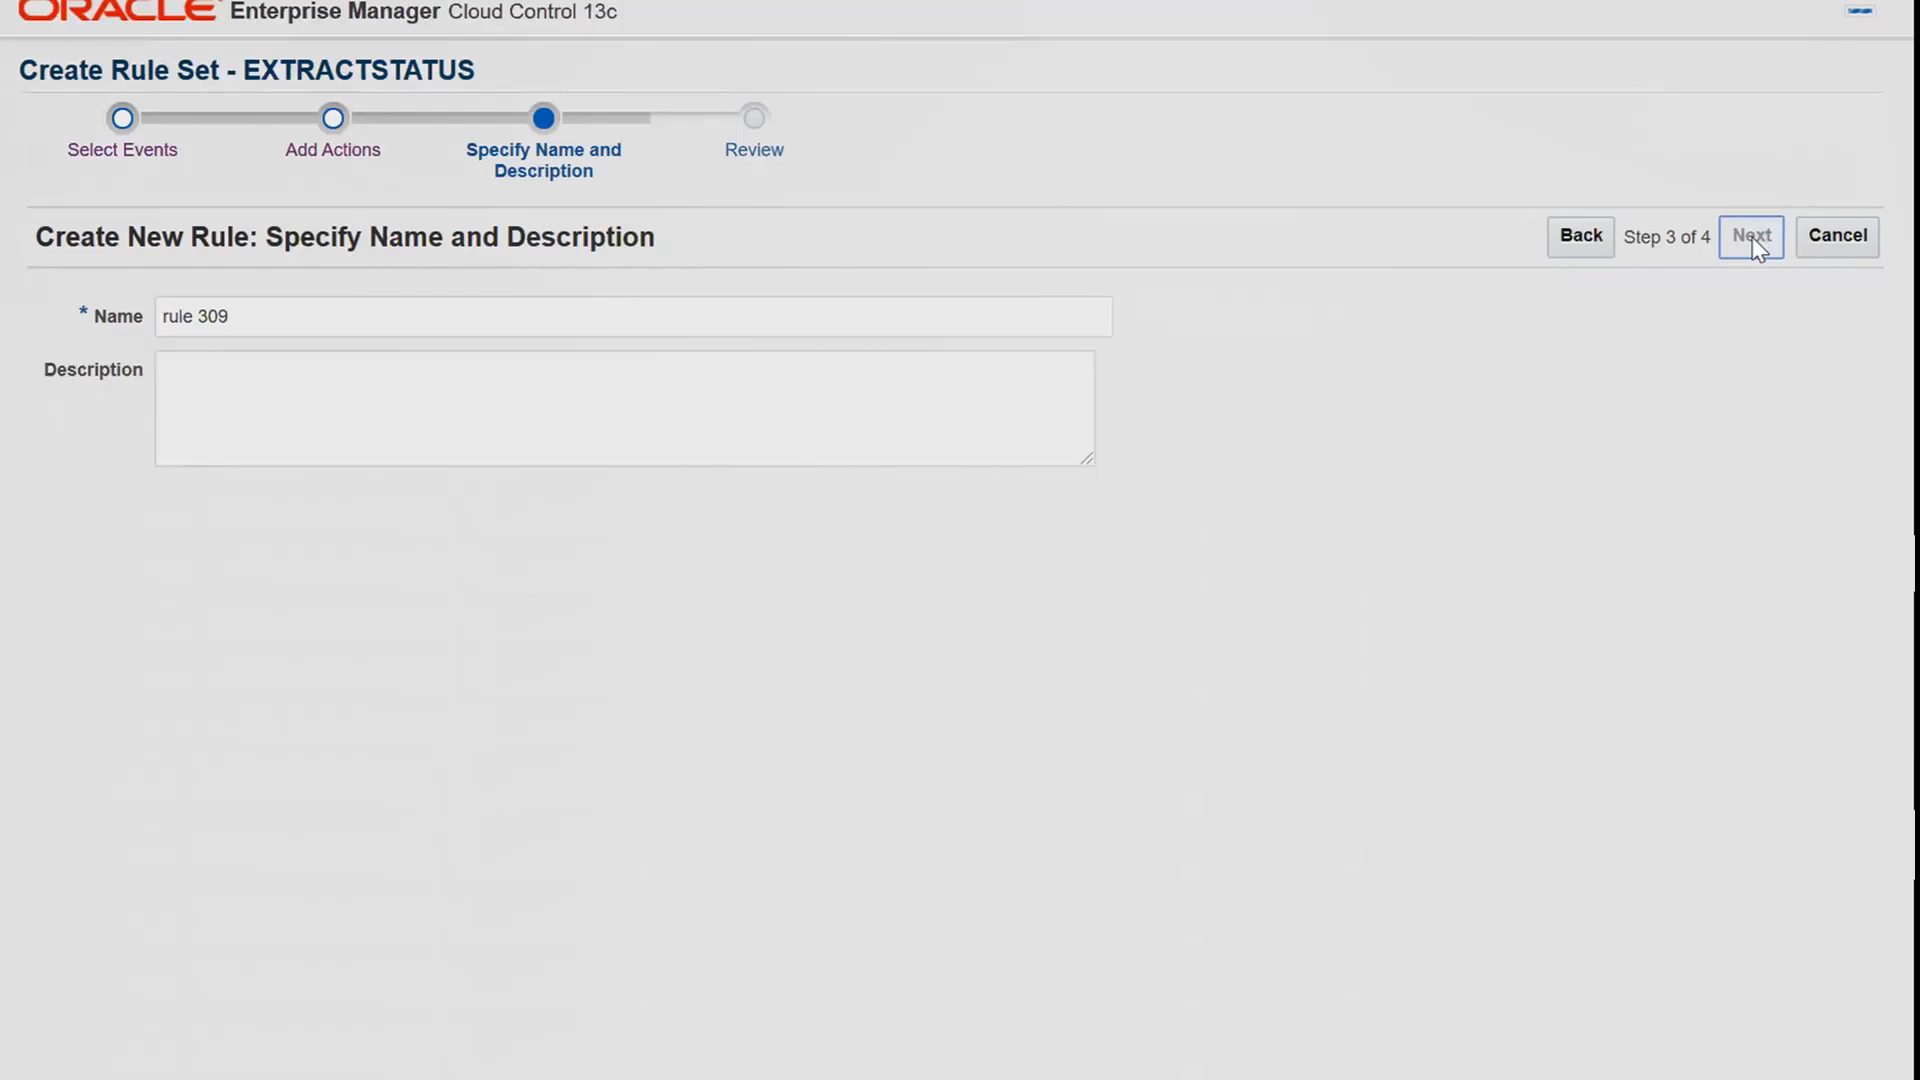 ORACLE Enterprise Manager Cloud Control 13c
Create Rule Set - EXTRACTSTATUS
Select Events
Add Actions
Specify Name and
Description
Review
Create New Rule: Specify Name and Description
Back Step 3 of 4 Next Cancel
* Name rule 309
Description